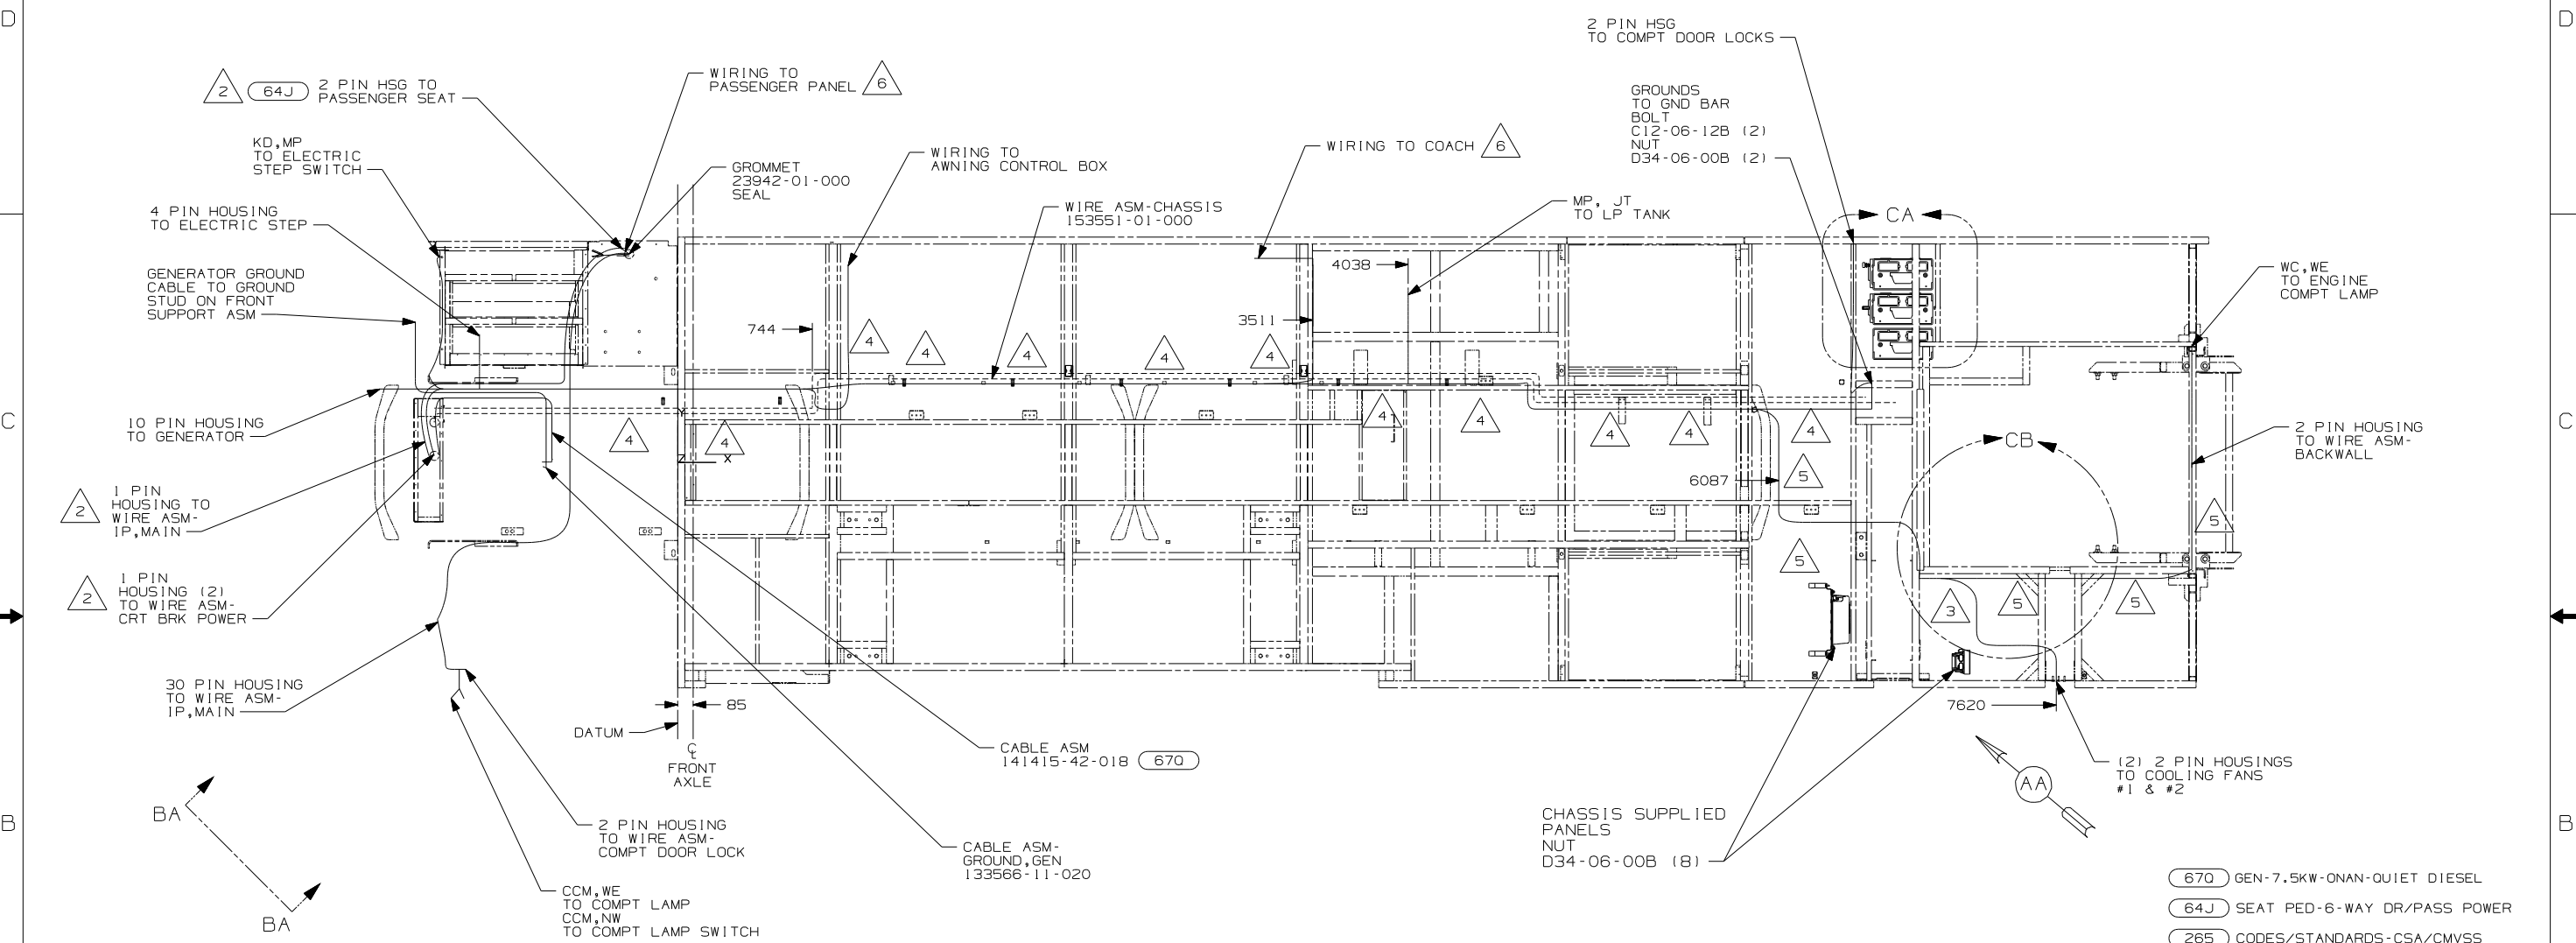 D
D
2 PIN HSG
TO COMPT DOOR LOCKS
2
64J
2 PIN HSG TO
PASSENGER SEAT
WIRING TO
PASSENGER PANEL
6
GROUNDS
TO GND BAR
BOLT
C12-06-12B (2)
NUT
D34-06-00B (2)
KD,MP
TO ELECTRIC
STEP SWITCH
GROMMET
23942-01-000
SEAL
WIRING TO
AWNING CONTROL BOX
WIRING TO COACH
6
4 PIN HOUSING
TO ELECTRIC STEP
WIRE ASM-CHASSIS
153551-01-000
MP, JT
TO LP TANK
CA
GENERATOR GROUND
CABLE TO GROUND
STUD ON FRONT
SUPPORT ASM
4038
WC,WE
TO ENGINE
COMPT LAMP
744
3511
4
4
4
4
4
10 PIN HOUSING
TO GENERATOR
C
C
Y
Z
X
4
4
4
4
4
4
4
CB
2 PIN HOUSING
TO WIRE ASM-
BACKWALL
6087
5
2
1 PIN
HOUSING TO
WIRE ASM-
IP,MAIN
5
5
2
1 PIN
HOUSING (2)
TO WIRE ASM-
CRT BRK POWER
3
5
5
30 PIN HOUSING
TO WIRE ASM-
IP,MAIN
85
7620
DATUM
CL
FRONT
AXLE
CABLE ASM
141415-42-018
67Q
(2) 2 PIN HOUSINGS
TO COOLING FANS
#1 & #2
AA
BA
BA
B
B
2 PIN HOUSING
TO WIRE ASM-
COMPT DOOR LOCK
CABLE ASM-
GROUND,GEN
133566-11-020
CHASSIS SUPPLIED
PANELS
NUT
D34-06-00B (8)
CCM,WE
TO COMPT LAMP
CCM,NW
TO COMPT LAMP SWITCH
67Q GEN-7.5KW-ONAN-QUIET DIESEL
64J SEAT PED-6-WAY DR/PASS POWER
265 CODES/STANDARDS-CSA/CMVSS